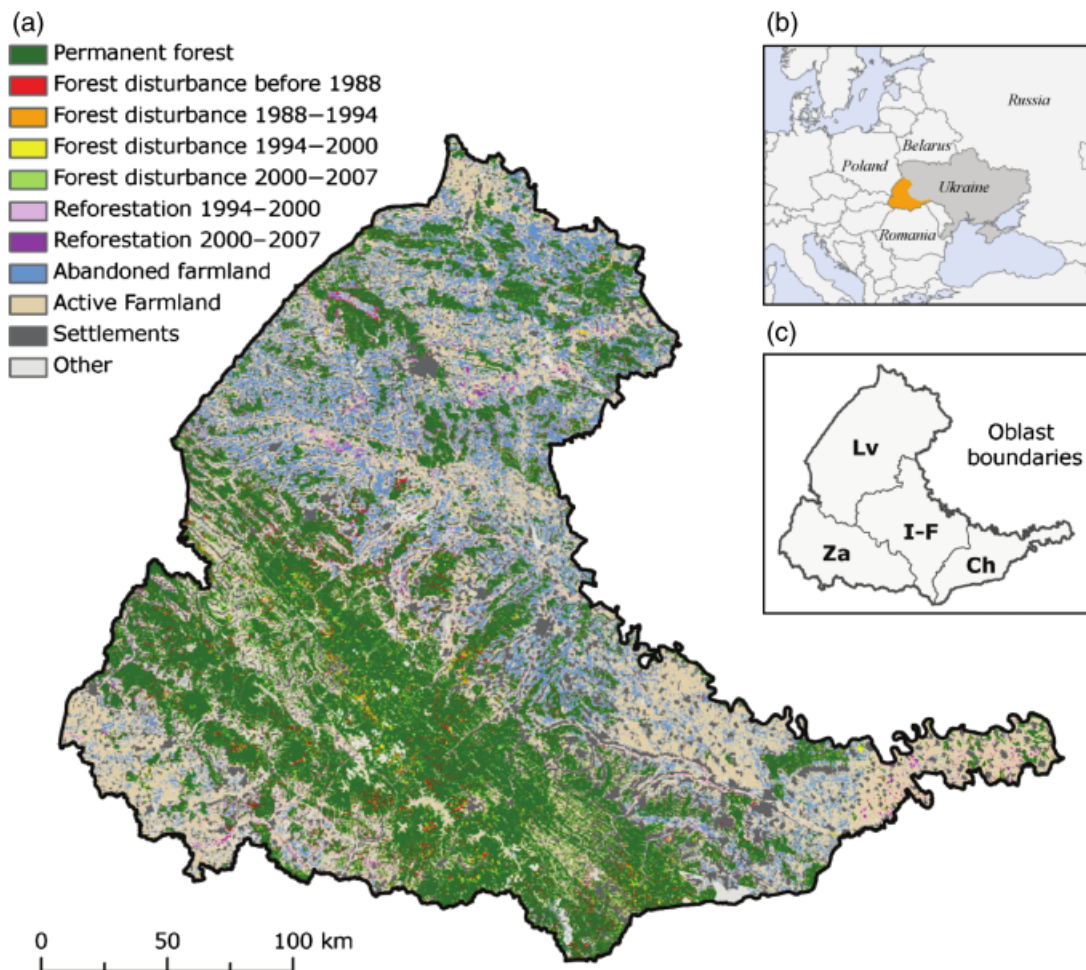 (a)
Permanent forest
Forest disturbance before 1988
Forest disturbance 1988–1994
Forest disturbance 1994–2000
Forest disturbance 2000–2007
Reforestation 1994–2000
Reforestation 2000–2007
Abandoned farmland
Active Farmland
Settlements
Other
0 50 100 km
(b)
Russia
Belarus
Poland
Ukraine
Romania
(c)
Lv
Oblast
boundaries
I-F
Za
Ch